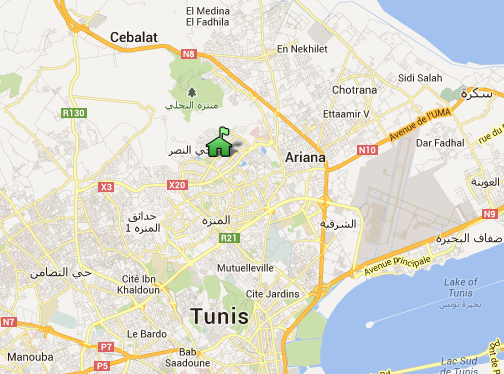 El Medina
El Fadhila
Cebalat
N8
En Nekhilet
Sidi Salah
Chotrana
سكرة
منتزه البحلي
R130
Ettaamir V
Avenue de l'UMA
rue du
Dar Fadhal
حي النصر
N10
Ariana
X3
X20
العوينة
حدائق
المنزه 1
المنزه
الشرقية
N9
R21
ضفاف البحيرة
حي التضامن
Mutuelleville
Avenue principale
Cité Ibn
Khaldoun
Cite Jardins
Lake of
Tunis
بحيرة تونس
Tunis
N7
Le Bardo
P7
Manouba
Bab
Saadoune
P5
Canal Sud
Pont de